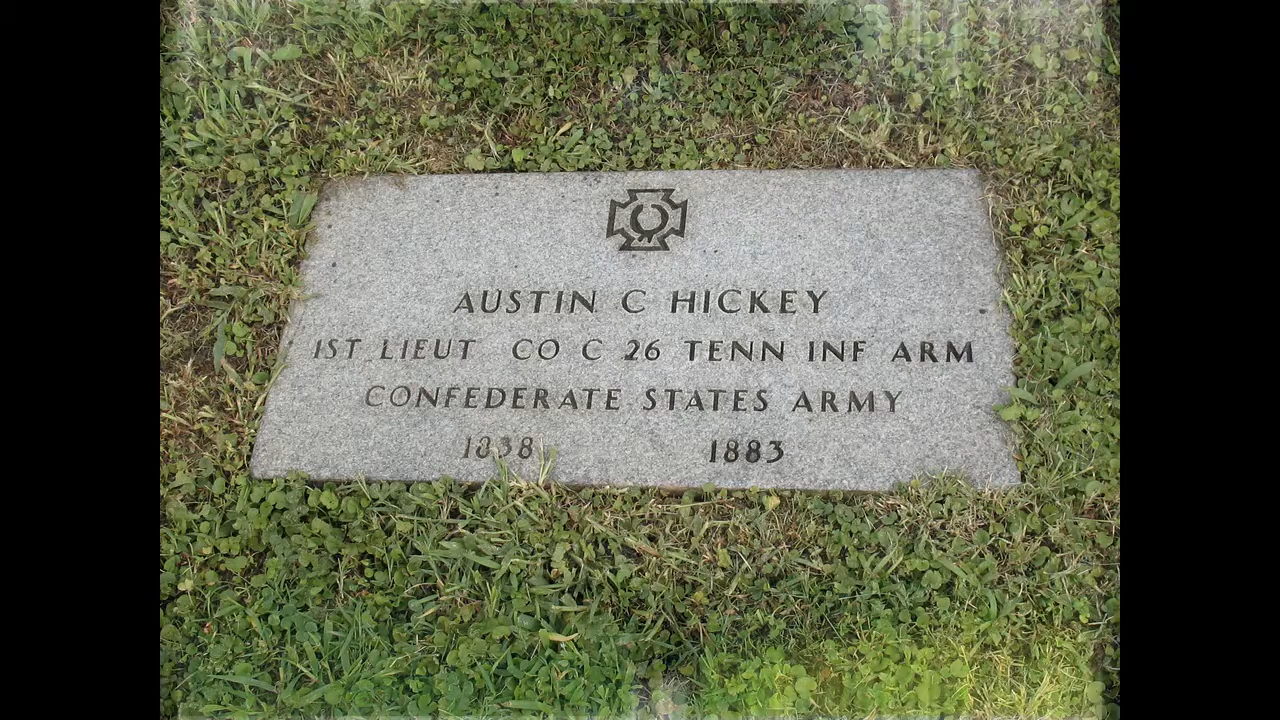 AUSTIN C HICKEY
1ST LIEUT CO C 26 TENN INF ARM
CONFEDERATE STATES ARMY
1838 1883